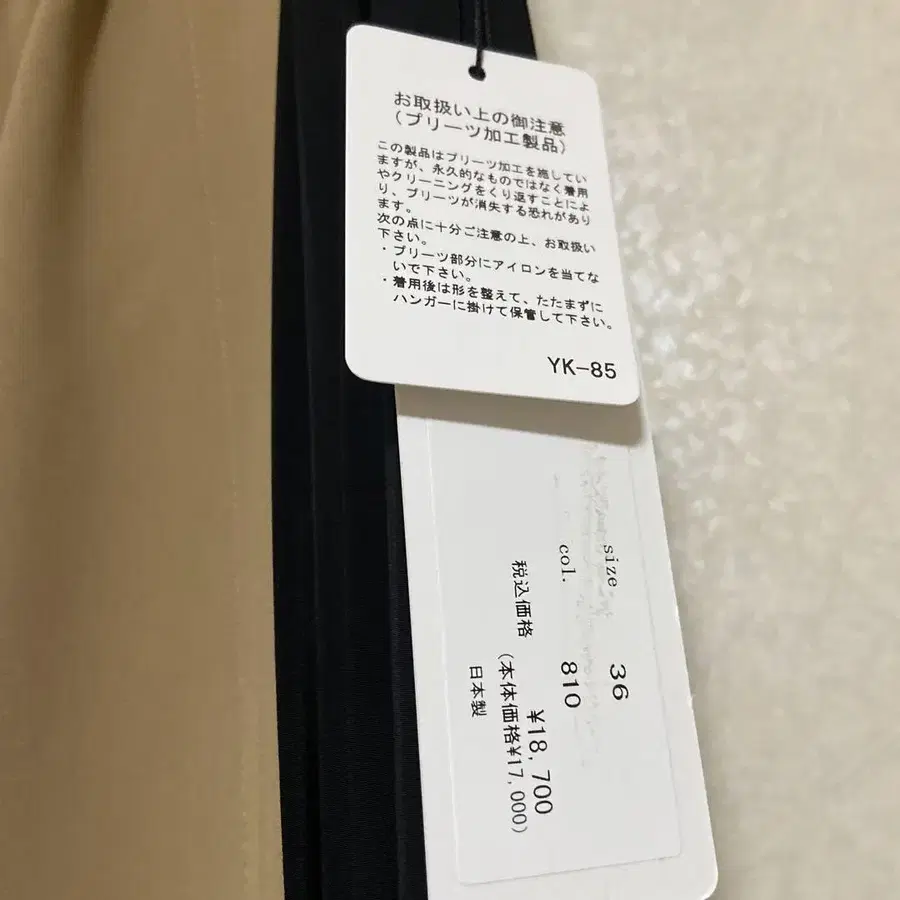 お取扱い上の御注意
（プリーツ加工製品）
この製品はプリーツ加工を施してい
ますが、永久的なものではなく着用
やクリーニングをくり返すことによ
り、プリーツが消失する恐れがあり
ます。
次の点に十分ご注意の上、お取扱い
下さい。
・プリーツ部分にアイロンを当てな
いで下さい。
・着用後は形を整えて、たたまずに
ハンガーに掛けて保管して下さい。
YK-85
size 36
col. 810
税込価格 ¥18,700
(本体価格¥17,000)
日本製